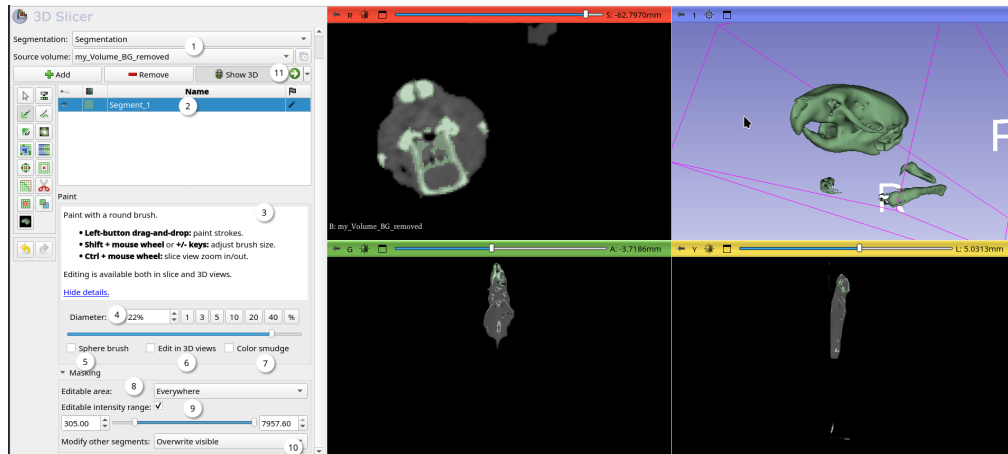 3D Slicer
Segmentation: Segmentation
1
Source volume: my_Volume_BG_removed
Add Remove Show 3D 11
Name
Segment_1 2
Paint
Paint with a round brush. 3
• Left-button drag-and-drop: paint strokes.
• Shift + mouse wheel or +/- keys: adjust brush size.
• Ctrl + mouse wheel: slice view zoom in/out.
Editing is available both in slice and 3D views.
Hide details.
Diameter: 4 22% 1 3 5 10 20 40 %
Sphere brush Edit in 3D views Color smudge
5 6 7
Masking
Editable area: 8 Everywhere
Editable intensity range: 9
305.00 7957.60
Modify other segments: Overwrite visible 10
R S: -62.7970mm
B: my_Volume_BG_removed
1
R
G A: -3.7186mm
Y L: 5.0313mm